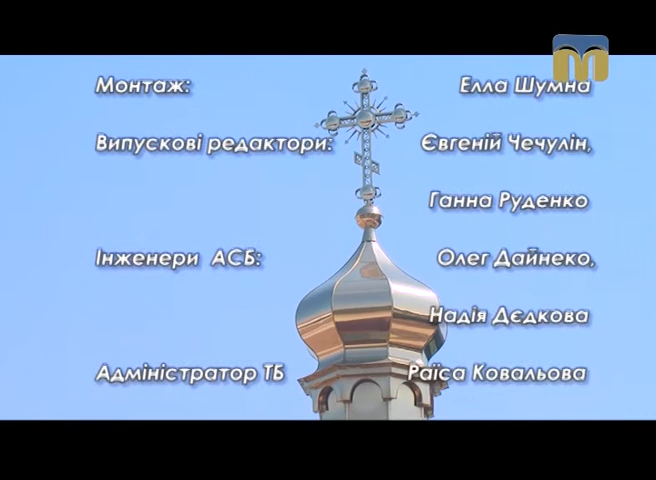 Монтаж: Елла Шумна
Випускові редактори: Євгеній Чечулін,
Ганна Руденко
Інженери АСБ: Олег Дайнеко,
Надія Дєдкова
Адміністратор ТБ Раїса Ковальова